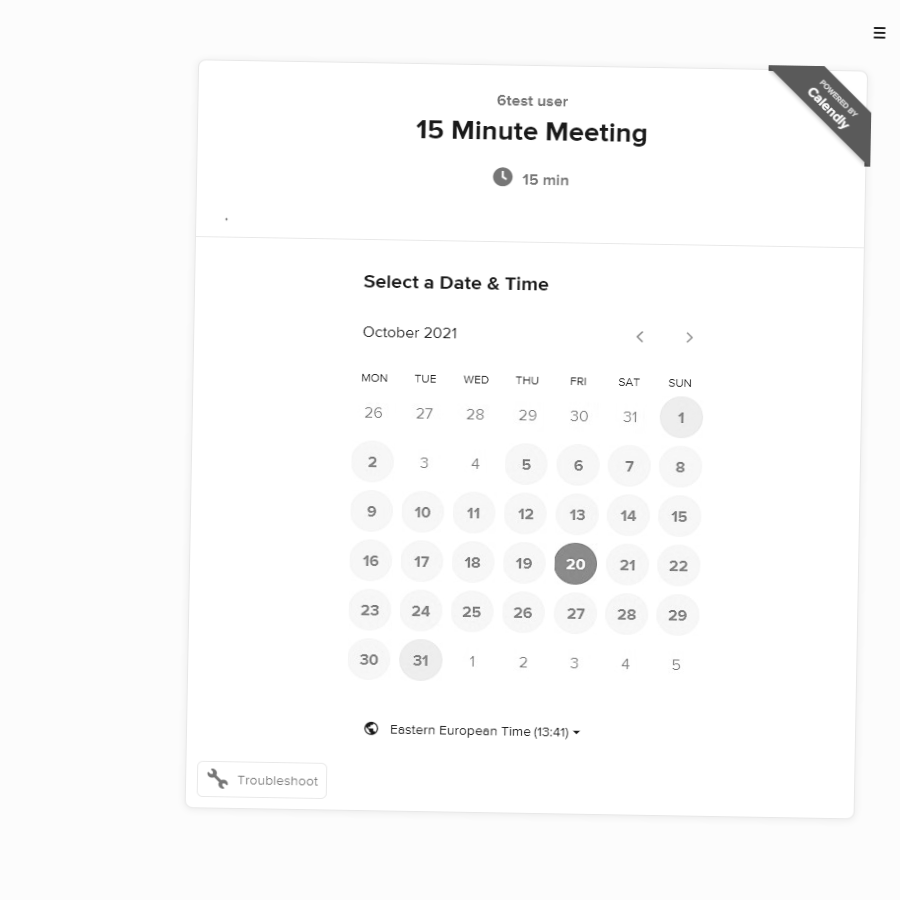 POWERED BY
Calendly
6test user
15 Minute Meeting
15 min
.
Select a Date & Time
October 2021
MON TUE WED THU FRI SAT SUN
26 27 28 29 30 31 1
2 3 4 5 6 7 8
9 10 11 12 13 14 15
16 17 18 19 20 21 22
23 24 25 26 27 28 29
30 31 1 2 3 4 5
Eastern European Time (13:41)
Troubleshoot